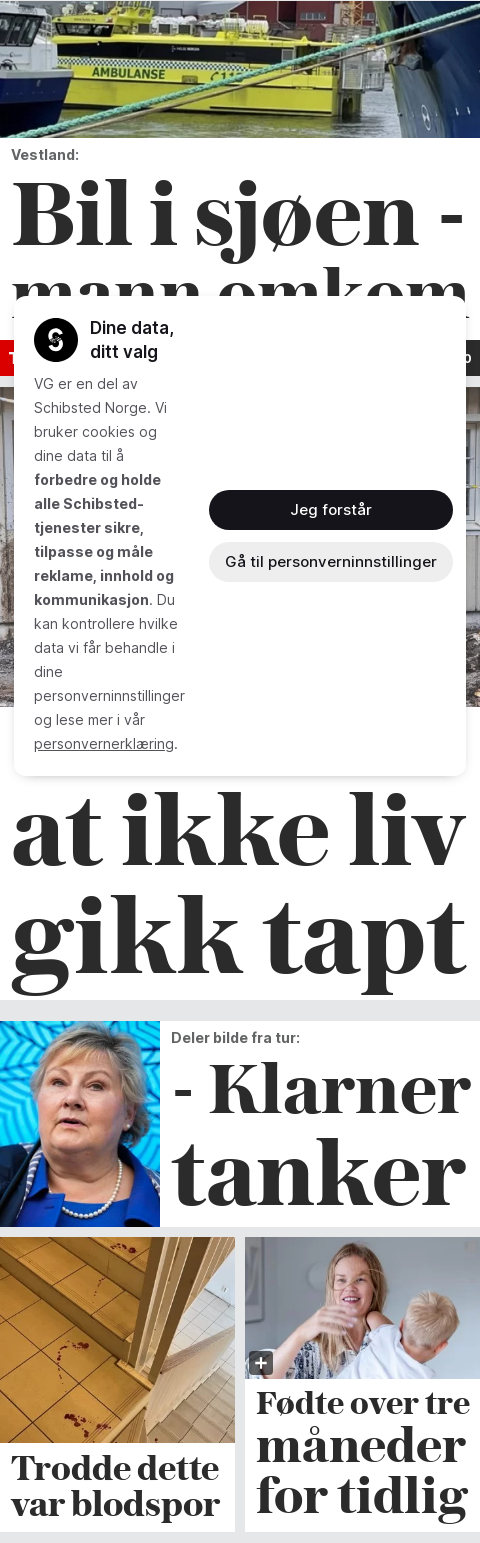 AMBULANSE
Vestland:
Bil i sjøen -
mann omkom
Dine data,
ditt valg
VG er en del av
Schibsted Norge. Vi
bruker cookies og
dine data til å
forbedre og holde
alle Schibsted-
tjenester sikre,
tilpasse og måle
reklame, innhold og
kommunikasjon. Du
kan kontrollere hvilke
data vi får behandle i
dine
personverninnstillinger
og lese mer i vår
personvernerklæring.
Jeg forstår
Gå til personverninnstillinger
at ikke liv
gikk tapt
Deler bilde fra tur:
- Klarner
tanker
Trodde dette
var blodspor
Fødte over tre
måneder
for tidlig